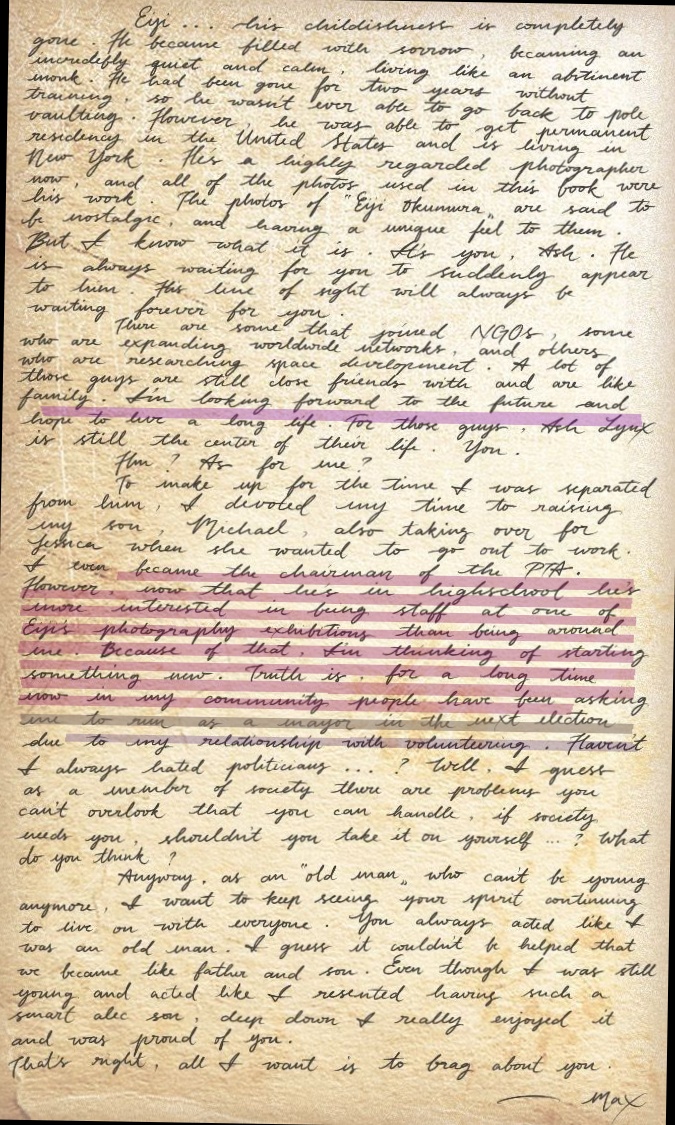 Eiji ... his childishness is completely
gone. He became filled with sorrow, becoming an
incredebly quiet and calm, living like an abstinent
monk. He had been gone for two years without
training, so he wasn't ever able to go back to pole
vaulting. However, he was able to get permanent
residency in the United States and is living in
New York. He's a highly regarded photographer
now, and all of the photos used in this book were
his work. The photos of "Eiji Okumura" are said to
be nostalgic, and having a unique feel to them.
But I know what it is. It's you, Ash. He
is always waiting for you to suddenly appear
to him. His line of sight will always be
waiting forever for you.
There are some that joined NGOs, some
who are expanding worldwide networks, and others
who are researching space development. A lot of
those guys are still close friends with and are like
family. I'm looking forward to the future and
hope to live a long life. For those guys, Ash Lynx
is still the center of their life. You.
Hm? As for me?
To make up for the time I was separated
from him, I devoted my time to raising
my son, Michael, also taking over for
Jessica when she wanted to go out to work.
I even became the chairman of the PTA.
However, now that he's in highschool he's
more interested in being staff at one of
Eiji's photography exhibitions than being around
me. Because of that, I'm thinking of starting
something new. Truth is, for a long time
now in my community people have been asking
me to run as a mayor in the next election
due to my relationship with volunteering. Haven't
I always hated politicians ... ? Well, I guess
as a member of society there are problems you
can't overlook that you can handle, if society
needs you, shouldn't you take it on yourself ... ? What
do you think?
Anyway, as an "old man" who can't be young
anymore, I want to keep seeing your spirit continuing
to live on with everyone. You always acted like I
was an old man. I guess it couldn't be helped that
we became like father and son. Even though I was still
young and acted like I resented having such a
smart alec son, deep down I really enjoyed it
and was proud of you.
That's right, all I want is to brag about you.
— Max